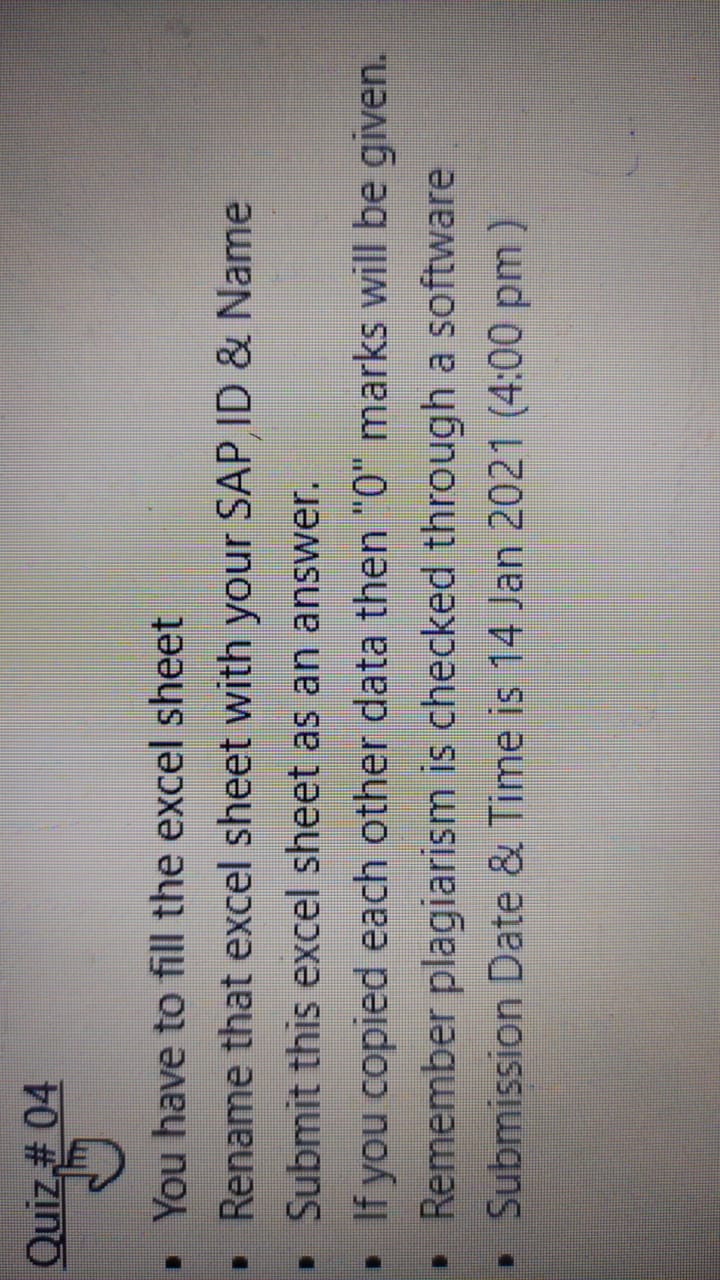 Quiz # 04
You have to fill the excel sheet
Rename that excel sheet with your SAP ID & Name
Submit this excel sheet as an answer.
If you copied each other data then "0" marks will be given.
Remember plagiarism is checked through a software
Submission Date & Time is 14 Jan 2021 (4:00 pm )